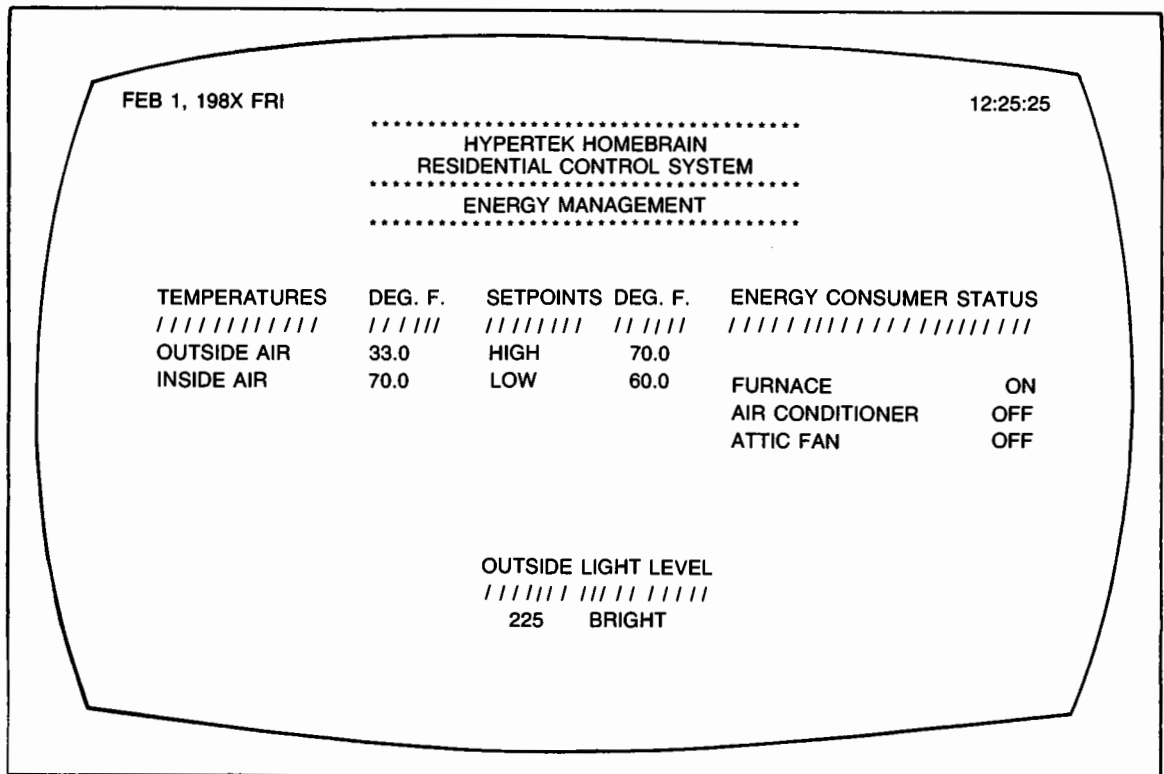 FEB 1, 198X FRI 12:25:25
**************************************
HYPERTEK HOMEBRAIN
RESIDENTIAL CONTROL SYSTEM
**************************************
ENERGY MANAGEMENT
**************************************
TEMPERATURES DEG. F. SETPOINTS DEG. F. ENERGY CONSUMER STATUS
//////////// ////// //////// ////// //////////////////////
OUTSIDE AIR 33.0 HIGH 70.0
INSIDE AIR 70.0 LOW 60.0
FURNACE ON
AIR CONDITIONER OFF
ATTIC FAN OFF
OUTSIDE LIGHT LEVEL
/////////////////
225 BRIGHT